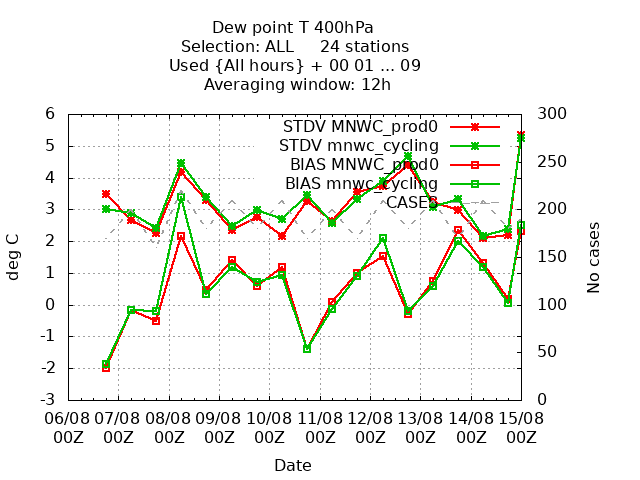 Dew point T 400hPa
Selection: ALL 24 stations
Used {All hours} + 00 01 ... 09
Averaging window: 12h
6 300
STDV MNWC_prod0
STDV mnwc_cycling
5 250
BIAS MNWC_prod0
BIAS mnwc_cycling
4
CASES
3 200
2 150
1
0 100
-1
50
-2
-3 0
deg C
No cases
06/08 07/08 08/08 09/08 10/08 11/08 12/08 13/08 14/08 15/08
00Z 00Z 00Z 00Z 00Z 00Z 00Z 00Z 00Z 00Z
Date